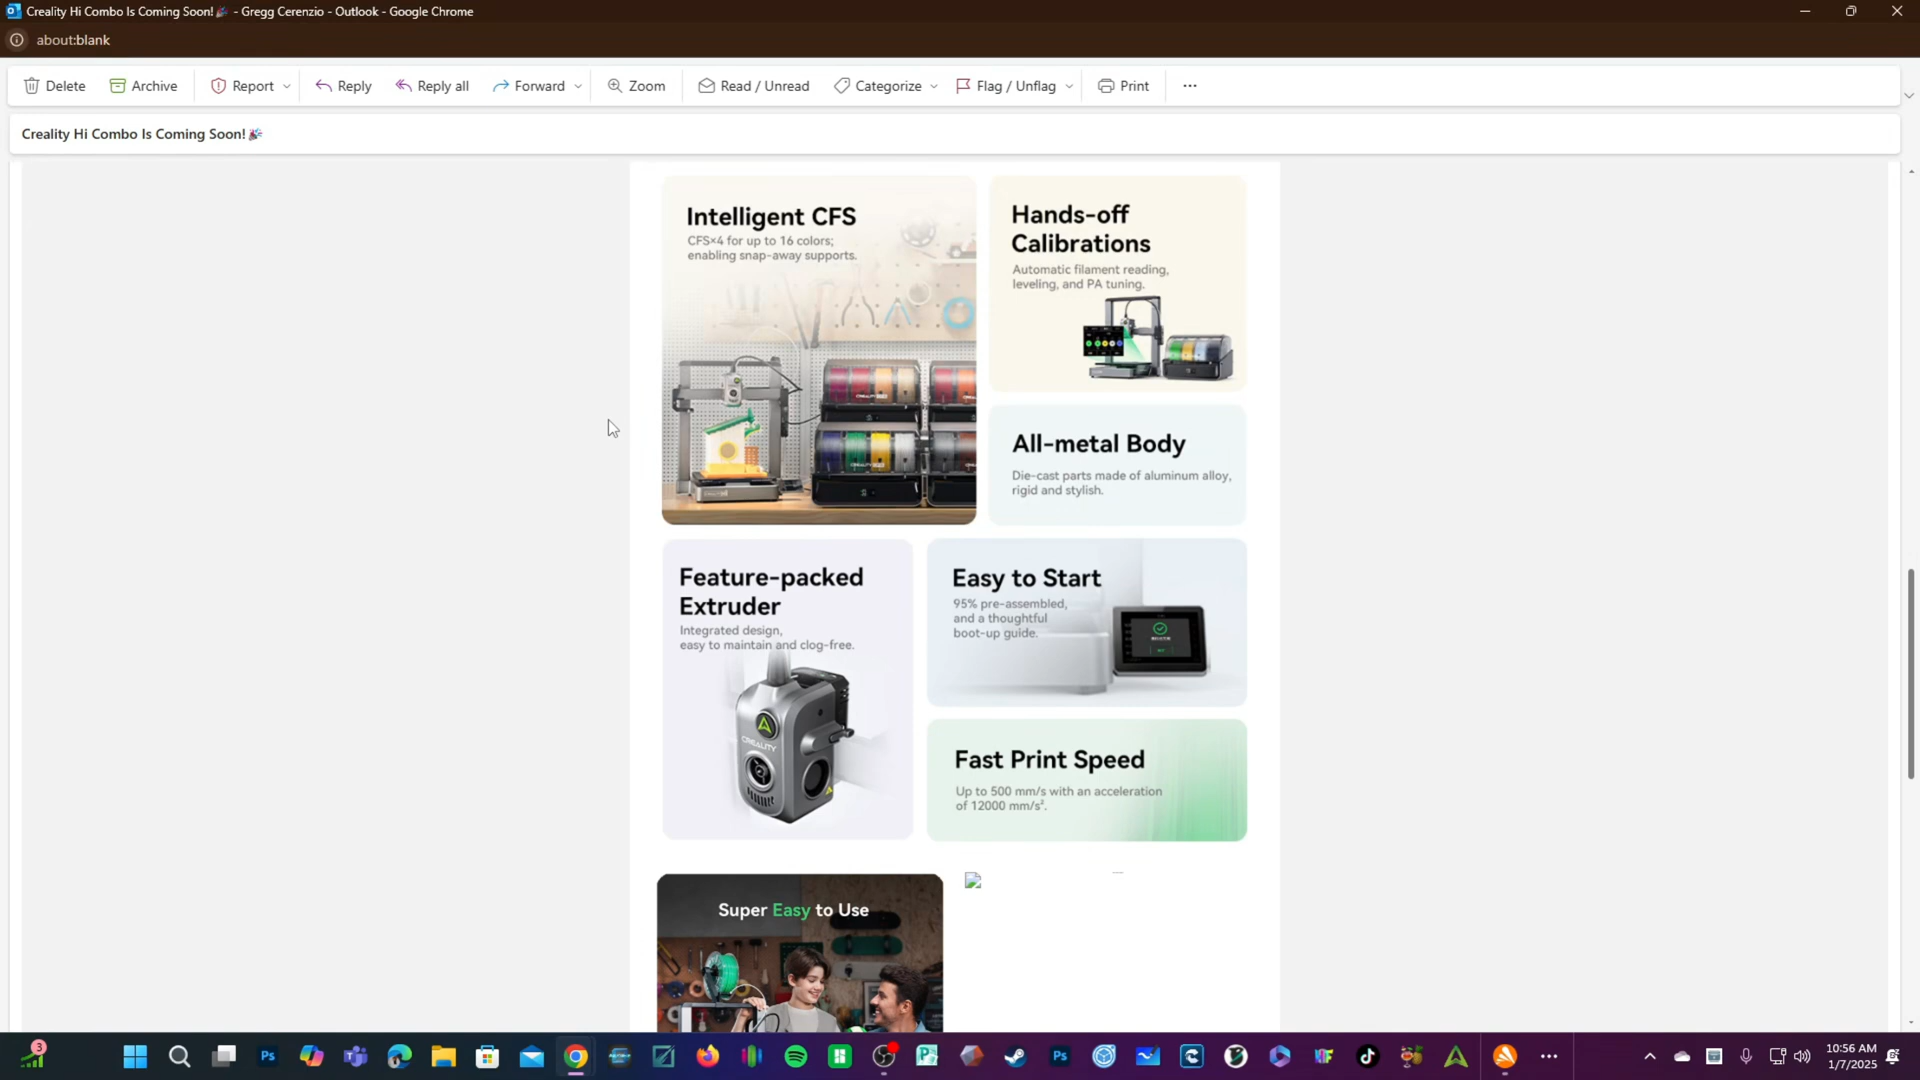 Creality Hi Combo Is Coming Soon!🎉 - Gregg Cerenzio - Outlook - Google Chrome
about:blank
Delete Archive Report Reply Reply all Forward Zoom Read / Unread Categorize Flag / Unflag Print
Creality Hi Combo Is Coming Soon!🎉
Intelligent CFS
CFS×4 for up to 16 colors;
enabling snap-away supports.
Hands-off
Calibrations
Automatic filament reading,
leveling, and PA tuning.
All-metal Body
Die-cast parts made of aluminum alloy,
rigid and stylish.
Feature-packed
Extruder
Integrated design,
easy to maintain and clog-free.
CREALITY
Easy to Start
95% pre-assembled,
and a thoughtful
boot-up guide.
Fast Print Speed
Up to 500 mm/s with an acceleration
of 12000 mm/s².
Super Easy to Use
3
10:56 AM
1/7/2025